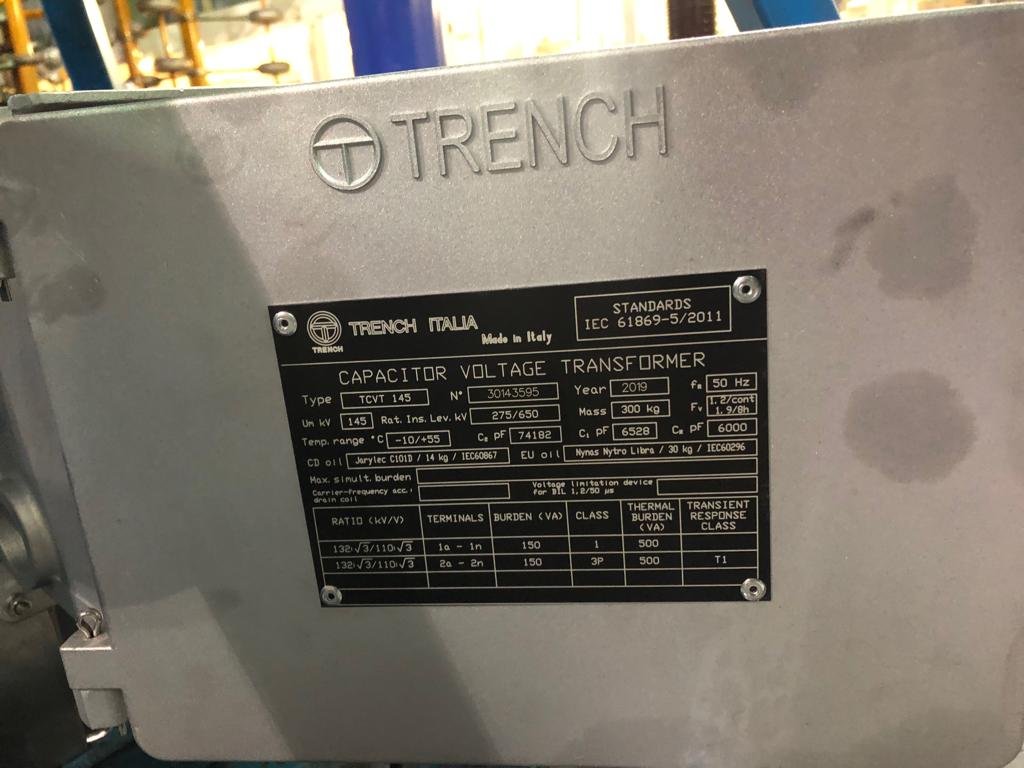 TRENCH
TRENCH
TRENCH ITALIA
Made in Italy
STANDARDS
IEC 61869-5/2011
CAPACITOR VOLTAGE TRANSFORMER
Type TCVT 145 N° 30143595 Year 2019 fR 50 Hz
Um kV 145 Rat. Ins. Lev. kV 275/650 Mass 300 kg Fv 1.2/cont 1.9/8h
Temp. range °C -10/+55 C2 pF 74182 C1 pF 6528 CR pF 6000
CD oil Jarylec C101D / 14 kg / IEC60867 EU oil Nynas Nytro Libra / 30 kg / IEC60296
Max. simult. burden
Carrier-frequency acc.:
drain coil
Voltage limitation device
for BIL 1,2/50 µs
RATIO (kV/V) TERMINALS BURDEN (VA) CLASS THERMAL BURDEN (VA) TRANSIENT RESPONSE CLASS
132:√3/110:√3 1a - 1n 150 1 500
132:√3/110:√3 2a - 2n 150 3P 500 T1